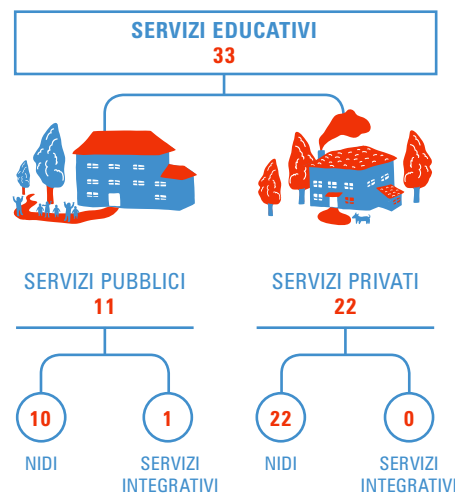 SERVIZI EDUCATIVI
33
SERVIZI PUBBLICI
11
SERVIZI PRIVATI
22
10
1
22
0
NIDI
SERVIZI
INTEGRATIVI
NIDI
SERVIZI
INTEGRATIVI